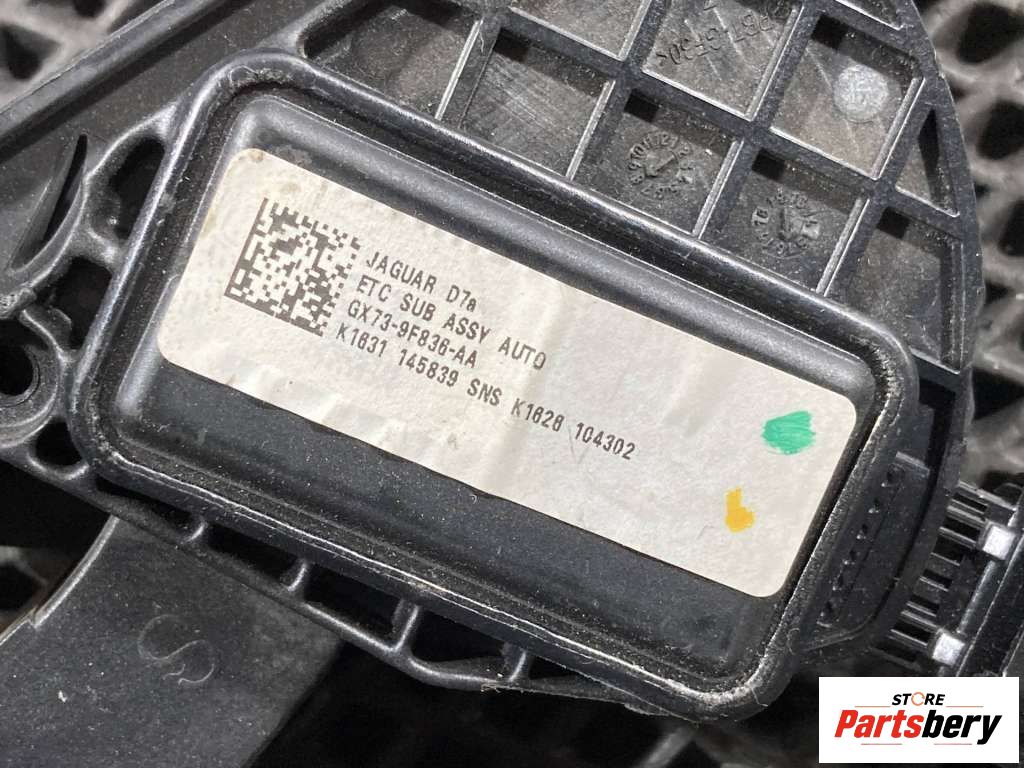 JAGUAR D7a
ETC SUB ASSY AUTO
GX73-9F836-AA
K1631 145839 SNS K1628 104302
STORE
Partsbery